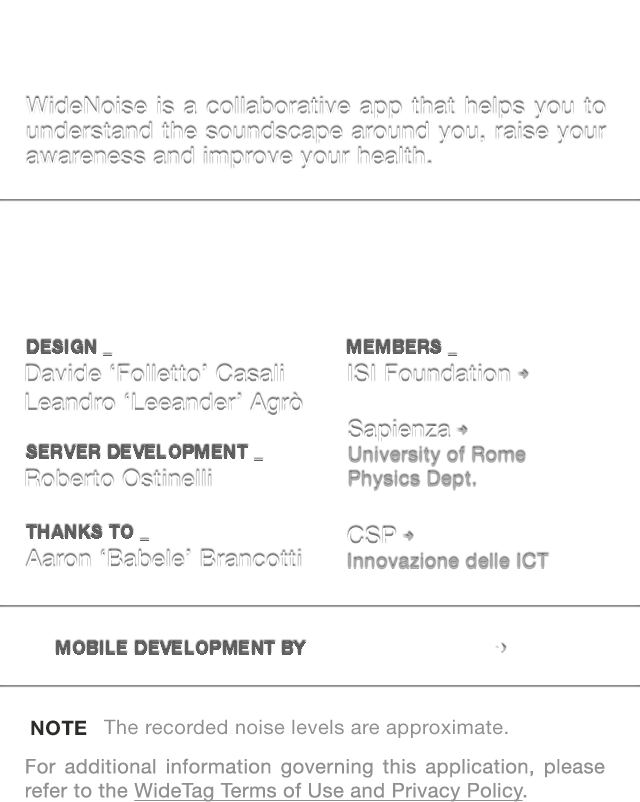 WideNoise is a collaborative app that helps you to
understand the soundscape around you, raise your
awareness and improve your health.
DESIGN _
Davide ‘Folletto’ Casali
Leandro ‘Leeander’ Agrò
SERVER DEVELOPMENT _
Roberto Ostinelli
THANKS TO _
Aaron ‘Babele’ Brancotti
MEMBERS _
ISI Foundation
Sapienza
University of Rome
Physics Dept.
CSP
Innovazione delle ICT
MOBILE DEVELOPMENT BY
NOTE The recorded noise levels are approximate.
For additional information governing this application, please
refer to the WideTag Terms of Use and Privacy Policy.